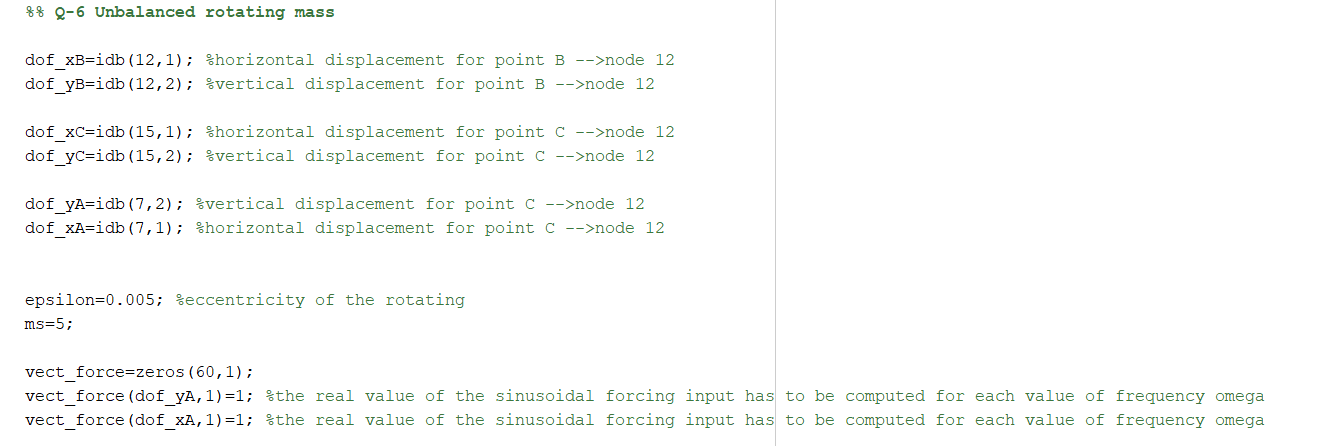 %% Q-6 Unbalanced rotating mass
dof_xB=idb(12,1); %horizontal displacement for point B -->node 12
dof_yB=idb(12,2); %vertical displacement for point B -->node 12
dof_xC=idb(15,1); %horizontal displacement for point C -->node 12
dof_yC=idb(15,2); %vertical displacement for point C -->node 12
dof_yA=idb(7,2); %vertical displacement for point C -->node 12
dof_xA=idb(7,1); %horizontal displacement for point C -->node 12
epsilon=0.005; %eccentricity of the rotating
ms=5;
vect_force=zeros(60,1);
vect_force(dof_yA,1)=1; %the real value of the sinusoidal forcing input has to be computed for each value of frequency omega
vect_force(dof_xA,1)=1; %the real value of the sinusoidal forcing input has to be computed for each value of frequency omega